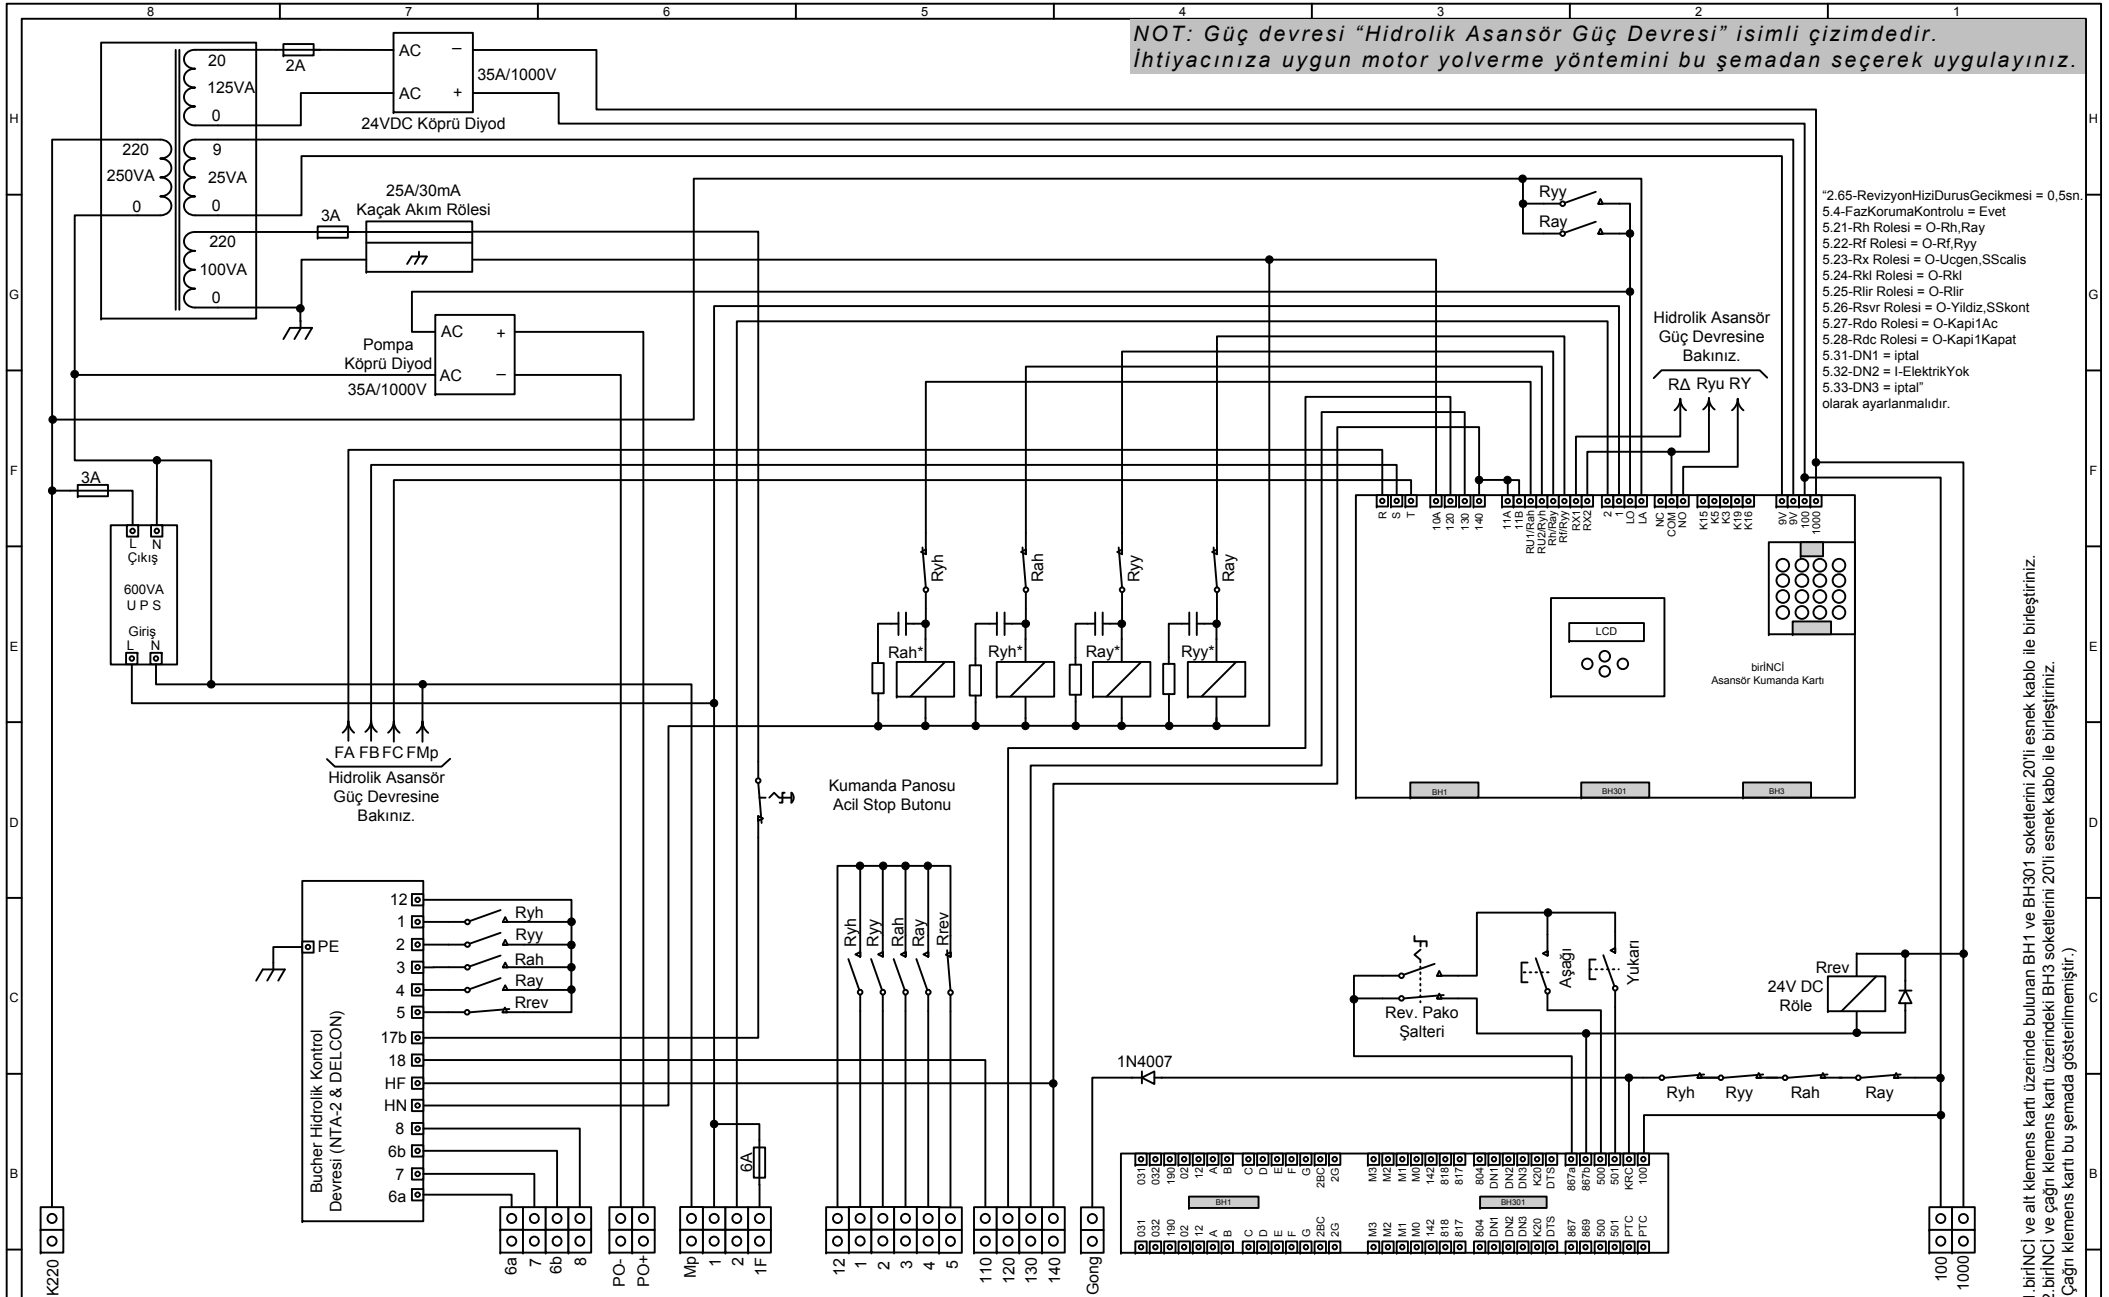 8 7 6 5 4 3 2 1
NOT: Güç devresi “Hidrolik Asansör Güç Devresi” isimli çizimdedir.
İhtiyacınıza uygun motor yolverme yöntemini bu şemadan seçerek uygulayınız.
H
G
F
E
D
C
B
H
G
F
E
D
C
B
20
125VA
0
220
250VA
0
9
25VA
0
220
100VA
0
2A
AC –
AC +
35A/1000V
24VDC Köprü Diyod
25A/30mA
Kaçak Akım Rölesi
3A
AC +
AC –
Pompa
Köprü Diyod
35A/1000V
Ryy
Ray
“2.65-RevizyonHiziDurusGecikmesi = 0,5sn.
5.4-FazKorumaKontrolu = Evet
5.21-Rh Rolesi = O-Rh,Ray
5.22-Rf Rolesi = O-Rf,Ryy
5.23-Rx Rolesi = O-Ucgen,SScalis
5.24-Rkl Rolesi = O-Rkl
5.25-Rlir Rolesi = O-Rlir
5.26-Rsvr Rolesi = O-Yildiz,SSkont
5.27-Rdo Rolesi = O-Kapi1Ac
5.28-Rdc Rolesi = O-Kapi1Kapat
5.31-DN1 = iptal
5.32-DN2 = I-ElektrikYok
5.33-DN3 = iptal”
olarak ayarlanmalıdır.
Hidrolik Asansör
Güç Devresine
Bakınız.
RΔ Ryu RY
3A
L N
Çıkış
600VA
U P S
Giriş
L N
FA FB FC FMp
Hidrolik Asansör
Güç Devresine
Bakınız.
R S T 10A 120 130 140 11A 11B RU1/Rah RU2/Ryh Rh/Ray Rf/Ryy RX1 RX2 2 1 LO LA NC COM NO K15 K5 K3 K19 K16 9V 9V 100 1000
Ryh Rah Ryy Ray
Rah* Ryh* Ray* Ryy*
LCD
birİNCİ
Asansör Kumanda Kartı
BH1 BH301 BH3
Kumanda Panosu
Acil Stop Butonu
PE
Bucher Hidrolik Kontrol
Devresi (NTA-2 & DELCON)
12
1 Ryh
2 Ryy
3 Rah
4 Ray
5 Rrev
17b
18
HF
HN
8
6b
7
6a
Ryh Ryy Rah Ray Rrev
6A
Rev. Pako
Şalteri
Aşağı
Yukarı
Rrev
24V DC
Röle
1N4007
Ryh Ryy Rah Ray
031 032 190 02 12 A B C D E F G 2BC 2G M3 M2 M1 M0 142 818 817 804 DN1 DN2 DN3 K20 DTS 867a 867b 500 501 KRC 100
BH1 BH301
031 032 190 02 12 A B C D E F G 2BC 2G M3 M2 M1 M0 142 818 817 804 DN1 DN2 DN3 K20 DTS 867 869 500 501 PTC PTC
K220
6a 7 6b 8
PO- PO+
Mp 1 2 1F
12 1 2 3 4 5
110 120 130 140
Gong
100 1000
1.birİNCİ ve alt klemens kartı üzerinde bulunan BH1 ve BH301 soketlerini 20'li esnek kablo ile birleştiriniz.
2.birİNCİ ve çağrı klemens kartı üzerindeki BH3 soketlerini 20'li esnek kablo ile birleştiriniz.
Çağrı klemens kartı bu şemada gösterilmemiştir.)